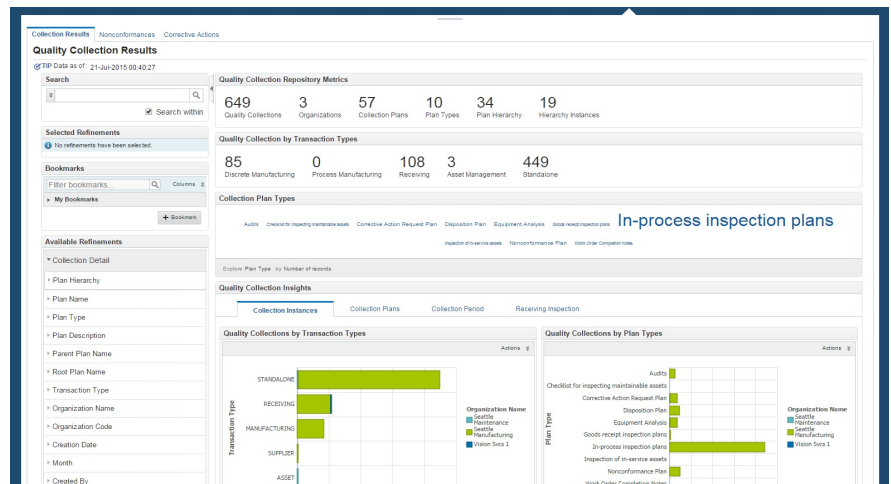 Collection Results Nonconformances Corrective Actions
Quality Collection Results
TIP Data as of : 21-Jul-2015 00:40:27
Search
Search within
Selected Refinements
No refinements have been selected.
Bookmarks
Filter bookmarks... Columns
My Bookmarks
+ Bookmark
Available Refinements
Collection Detail
Plan Hierarchy
Plan Name
Plan Type
Plan Description
Parent Plan Name
Root Plan Name
Transaction Type
Organization Name
Organization Code
Creation Date
Month
Created By
Quality Collection Repository Metrics
649 3 57 10 34 19
Quality Collections Organizations Collection Plans Plan Types Plan Hierarchy Hierarchy Instances
Quality Collection by Transaction Types
85 0 108 3 449
Discrete Manufacturing Process Manufacturing Receiving Asset Management Standalone
Collection Plan Types
Audits Checklist for inspecting maintainable assets Corrective Action Request Plan Disposition Plan Equipment Analysis Goods receipt inspection plans In-process inspection plans
Inspection of in-service assets Nonconformance Plan Work Order Completion Notes
Explore Plan Type by Number of records
Quality Collection Insights
Collection Instances Collection Plans Collection Period Receiving Inspection
Quality Collections by Transaction Types
Actions
Transaction Type
STANDALONE
RECEIVING
MANUFACTURING
SUPPLIER
ASSET
Organization Name
Seattle
Maintenance
Seattle
Manufacturing
Vision Svcs 1
Quality Collections by Plan Types
Actions
Plan Type
Audits
Checklist for inspecting maintainable assets
Corrective Action Request Plan
Disposition Plan
Equipment Analysis
Goods receipt inspection plans
In-process inspection plans
Inspection of in-service assets
Nonconformance Plan
Work Order Completion Notes
Organization Name
Seattle
Maintenance
Seattle
Manufacturing
Vision Svcs 1